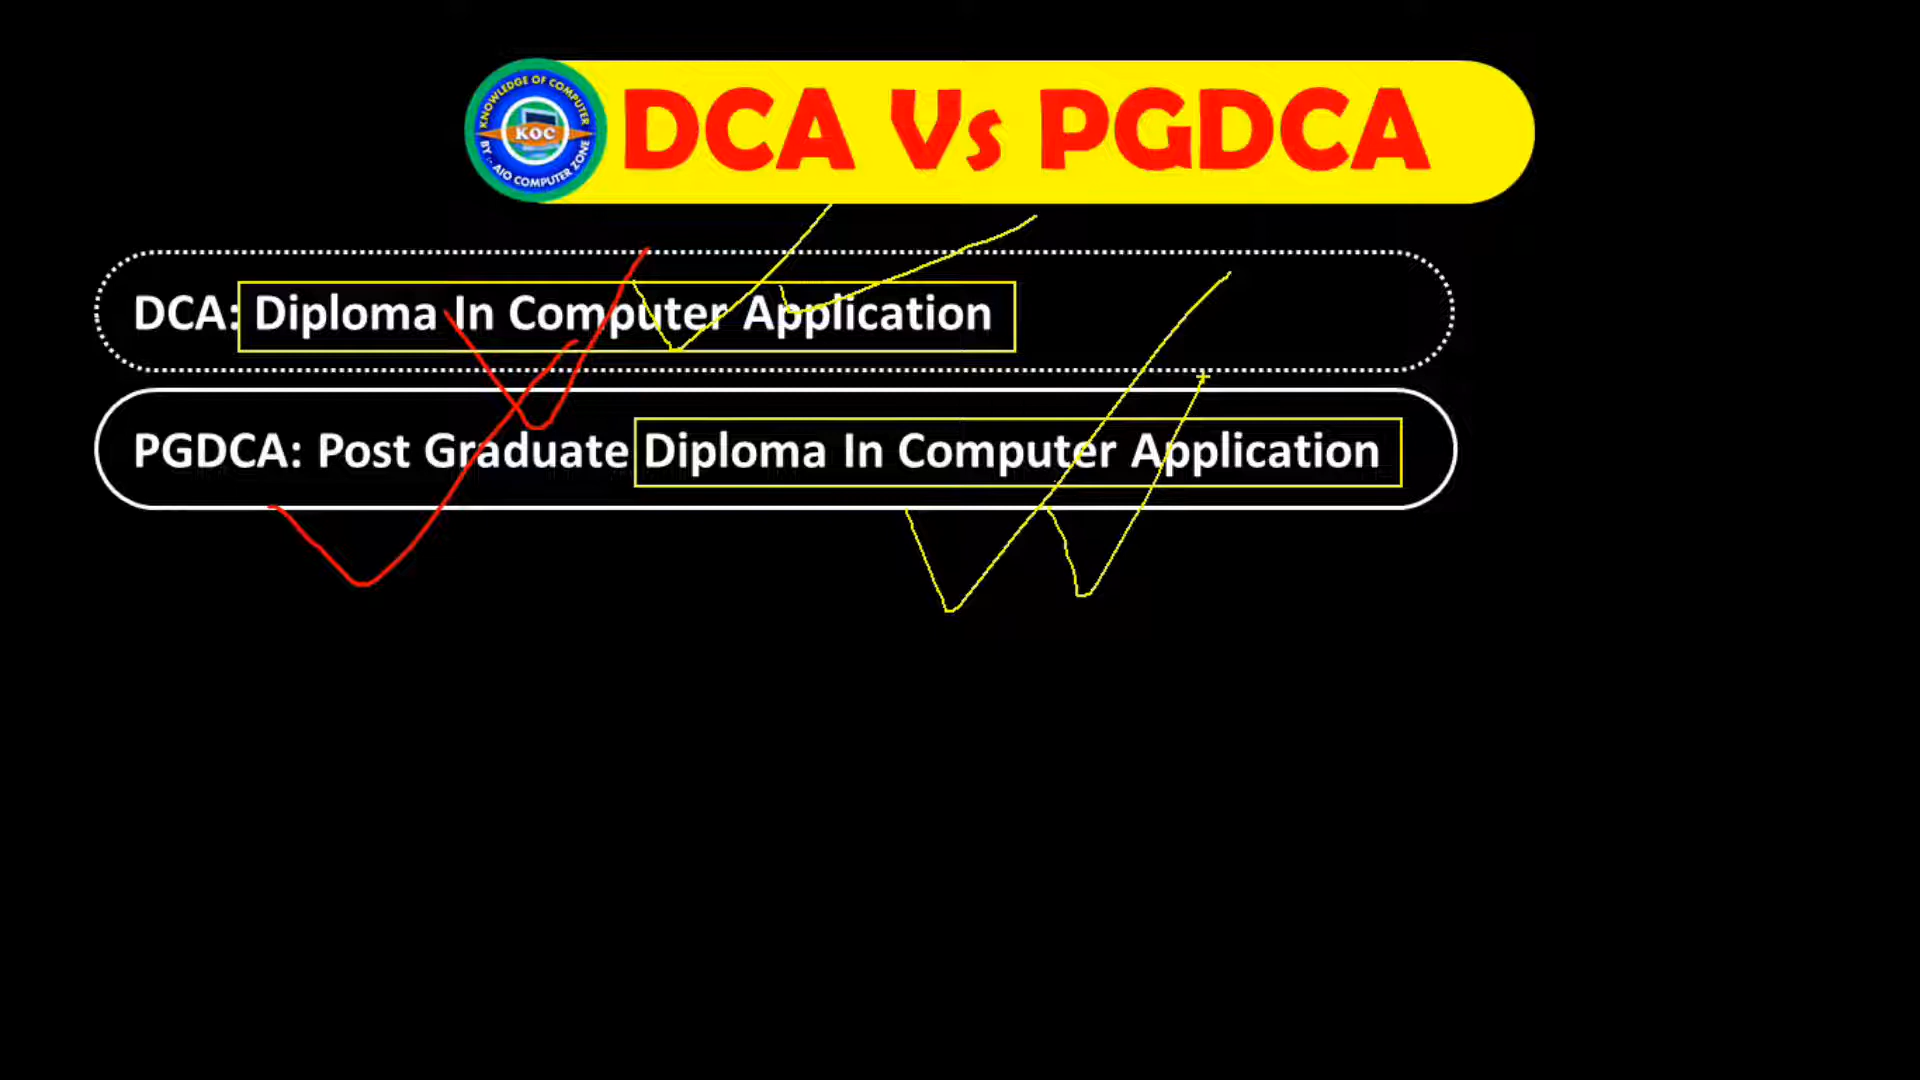 KNOWLEDGE OF COMPUTER
KOC
BY :- AIO COMPUTER ZONE
DCA Vs PGDCA
DCA: Diploma In Computer Application
PGDCA: Post Graduate Diploma In Computer Application